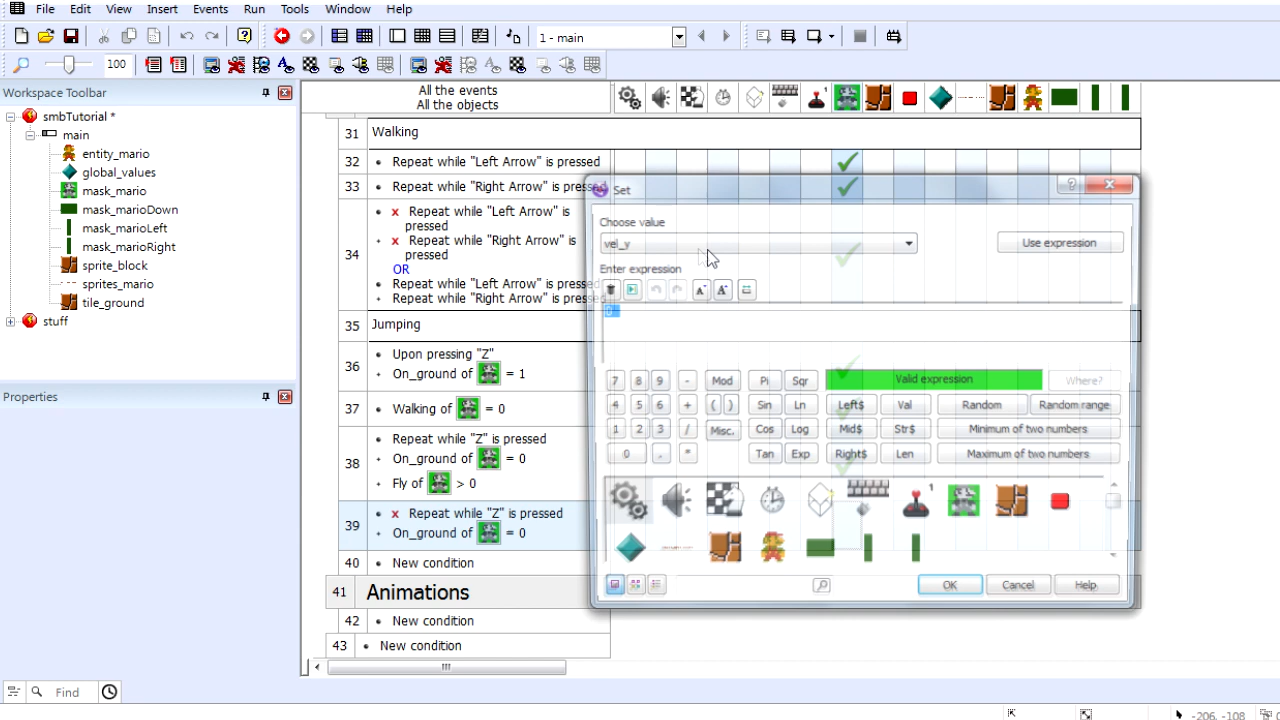 File Edit View Insert Events Run Tools Window Help
1 - main
100
Workspace Toolbar
smbTutorial *
main
entity_mario
global_values
mask_mario
mask_marioDown
mask_marioLeft
mask_marioRight
sprite_block
sprites_mario
tile_ground
stuff
Properties
Find
All the events
All the objects
31 Walking
32 • Repeat while "Left Arrow" is pressed
33 • Repeat while "Right Arrow" is pressed
34
• x Repeat while "Left Arrow" is
pressed
• x Repeat while "Right Arrow" is
pressed
OR
• Repeat while "Left Arrow" is pressed
• Repeat while "Right Arrow" is pressed
35 Jumping
36
• Upon pressing "Z"
• On_ground of = 1
37 • Walking of = 0
38
• Repeat while "Z" is pressed
• On_ground of = 0
• Fly of > 0
39
• x Repeat while "Z" is pressed
• On_ground of = 0
40 • New condition
41 Animations
42 • New condition
43 • New condition
Set
Choose value
vel_y
Use expression
Enter expression
0
7 8 9 - Mod Pi Sqr Valid expression Where?
4 5 6 + ( ) Sin Ln Left$ Val Random Random range
1 2 3 / Misc. Cos Log Mid$ Str$ Minimum of two numbers
0 . * Tan Exp Right$ Len Maximum of two numbers
1
OK Cancel Help
-206, -108